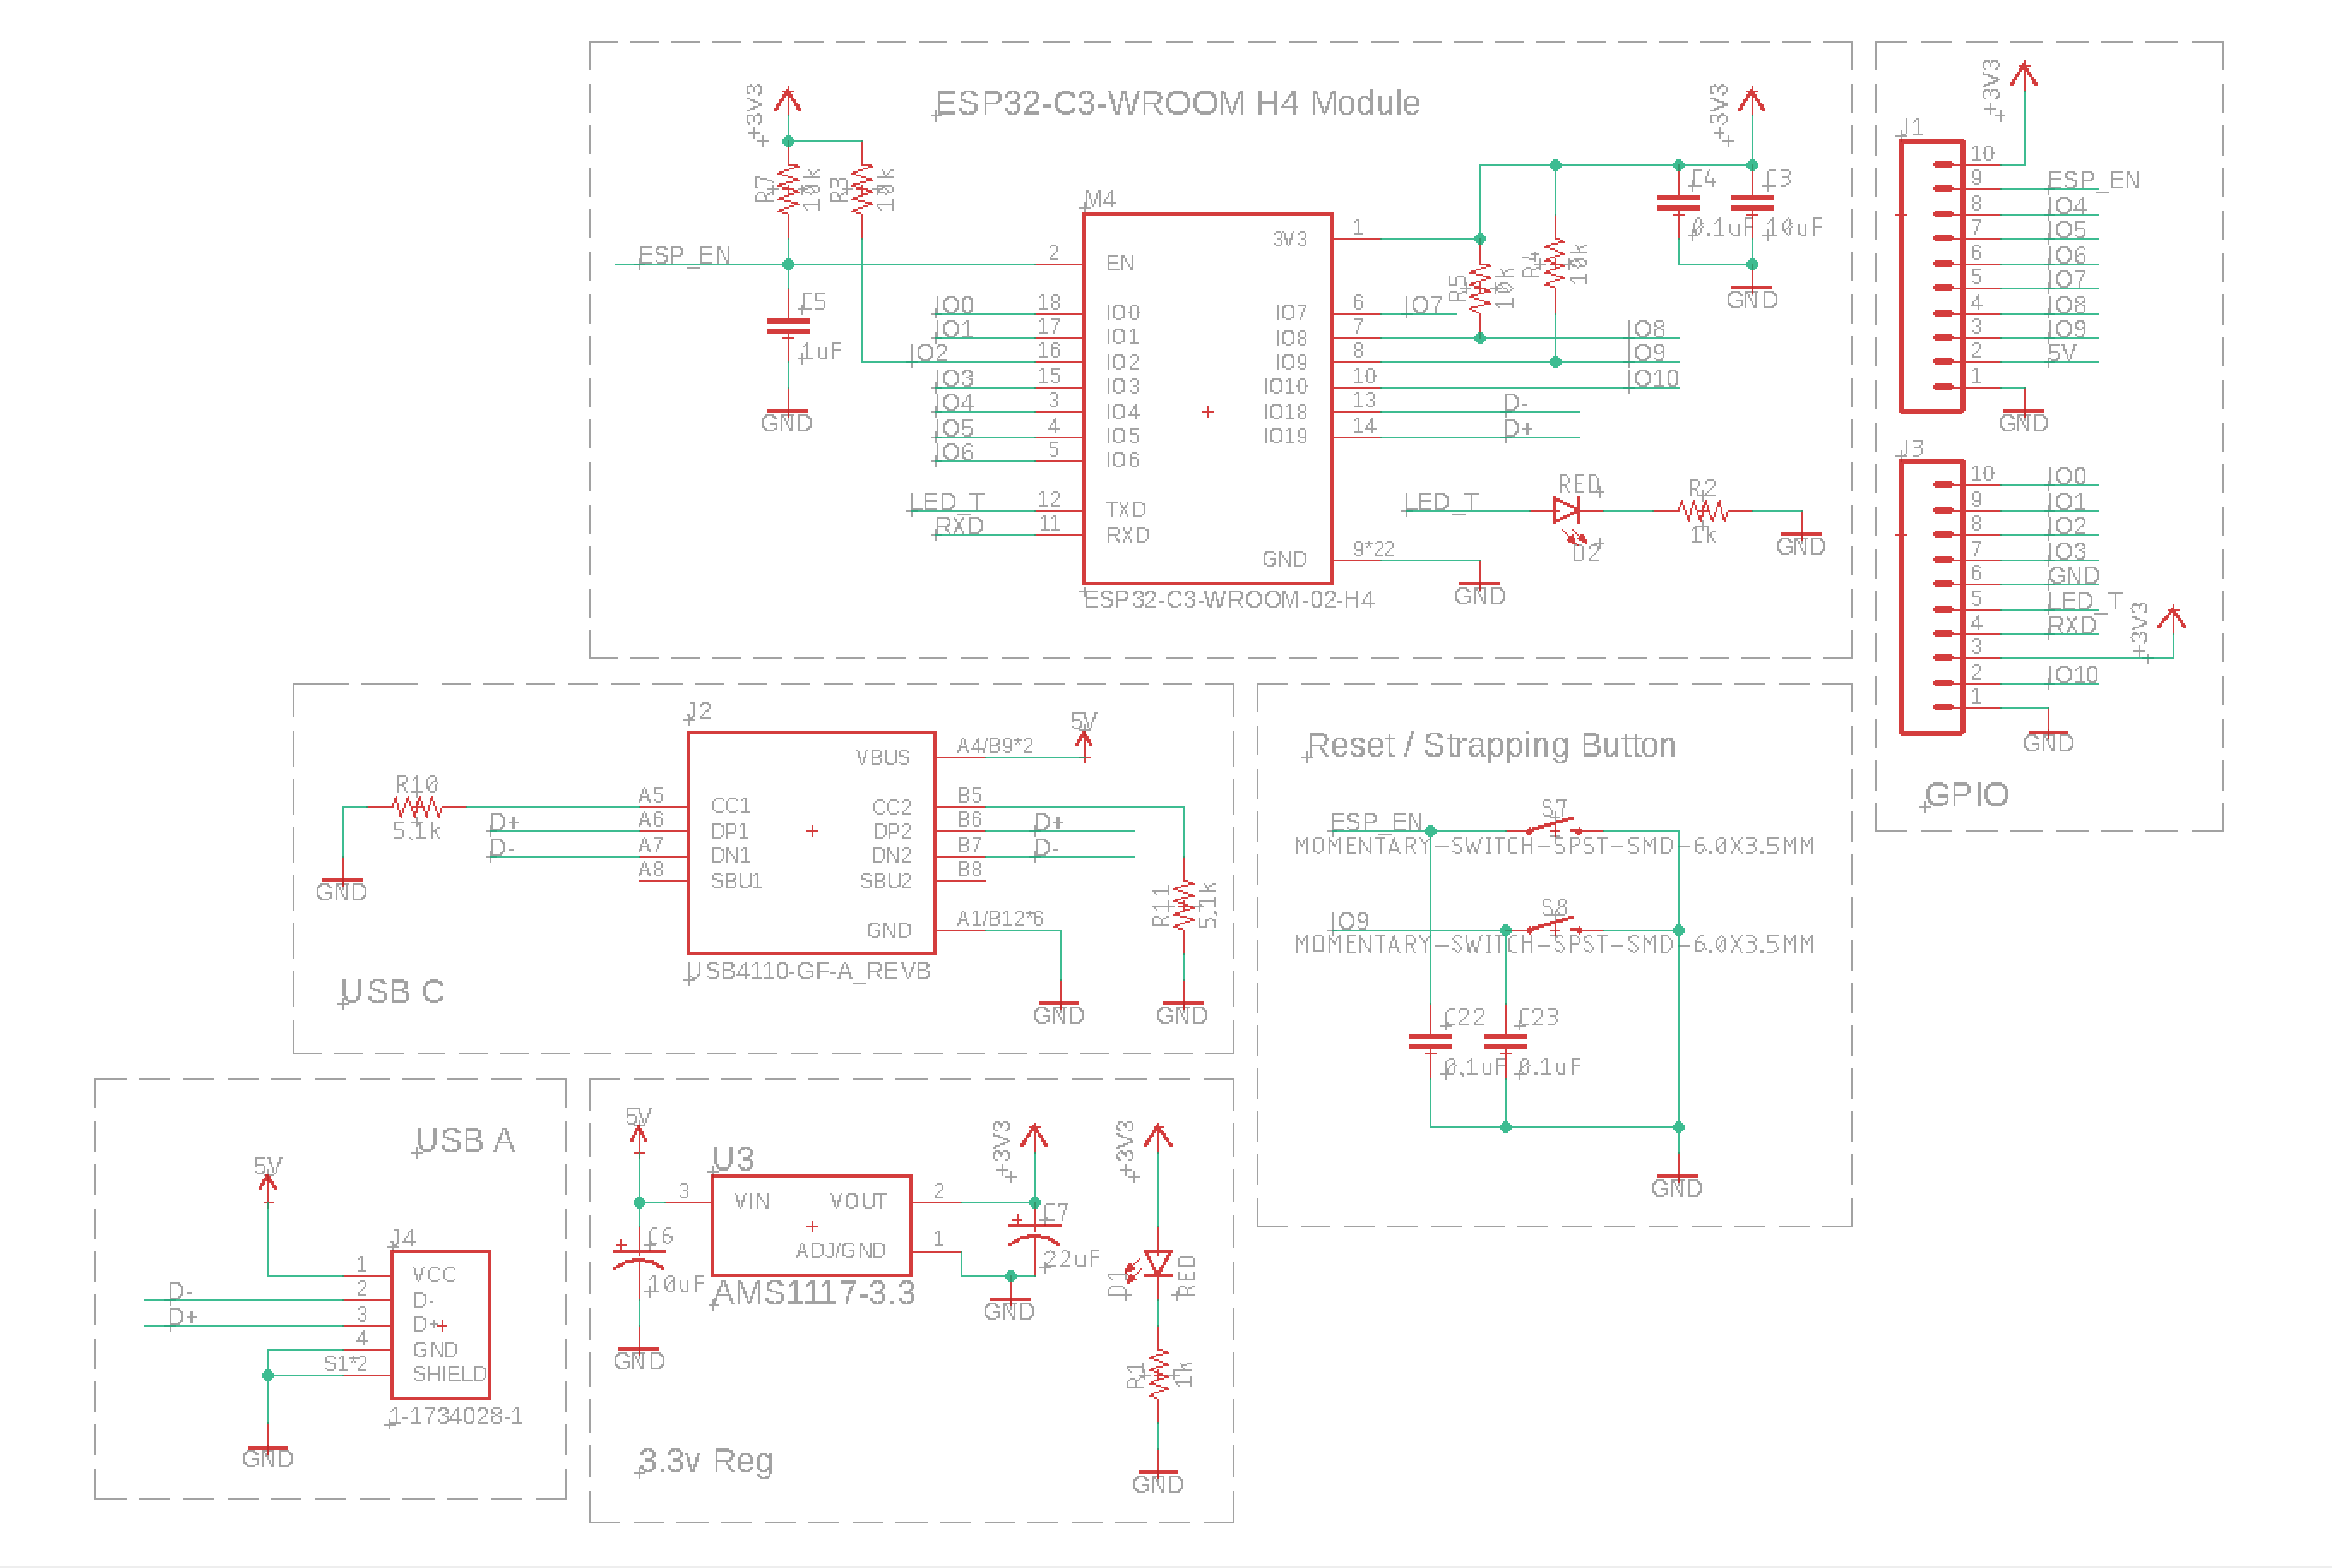 ESP32-C3-WROOM H4 Module
+3V3
R7
10k
R3
10k
ESP_EN
C5
1uF
GND
M4
2 EN
IO0 18 IO0
IO1 17 IO1
IO2 16 IO2
IO3 15 IO3
IO4 3 IO4
IO5 4 IO5
IO6 5 IO6
LED_T 12 TXD
RXD 11 RXD
3V3 1
IO7 6 IO7
IO8 7 IO8
IO9 8 IO9
IO10 10 IO10
IO18 13 D-
IO19 14 D+
GND 9*22
GND
ESP32-C3-WROOM-02-H4
R5
10k
R4
10k
+3V3
C4
0.1uF
C3
10uF
GND
LED_T
RED
D2
R2
1k
GND
+3V3
J1
10
9 ESP_EN
8 IO4
7 IO5
6 IO6
5 IO7
4 IO8
3 IO9
2 5V
1
GND
J3
10 IO0
9 IO1
8 IO2
7 IO3
6 GND
5 LED_T
4 RXD
3
+3V3
2 IO10
1
GND
GPIO
J2
R10
5.1k
GND
A5 CC1
D+ A6 DP1
D- A7 DN1
A8 SBU1
VBUS A4/B9*2
5V
CC2 B5
DP2 B6 D+
DN2 B7 D-
SBU2 B8
GND A1/B12*6
GND
R11
5.1k
GND
USB4110-GF-A_REVB
USB C
Reset / Strapping Button
ESP_EN
S7
MOMENTARY-SWITCH-SPST-SMD-6.0X3.5MM
IO9
S8
MOMENTARY-SWITCH-SPST-SMD-6.0X3.5MM
C22
0.1uF
C23
0.1uF
GND
USB A
5V
J4
1 VCC
D- 2 D-
D+ 3 D+
4 GND
S1*2 SHIELD
1-1734028-1
GND
5V
U3
3 VIN
VOUT 2
ADJ/GND 1
AMS1117-3.3
C6
10uF
GND
+3V3
C7
22uF
GND
+3V3
D1
RED
R1
1k
GND
3.3v Reg